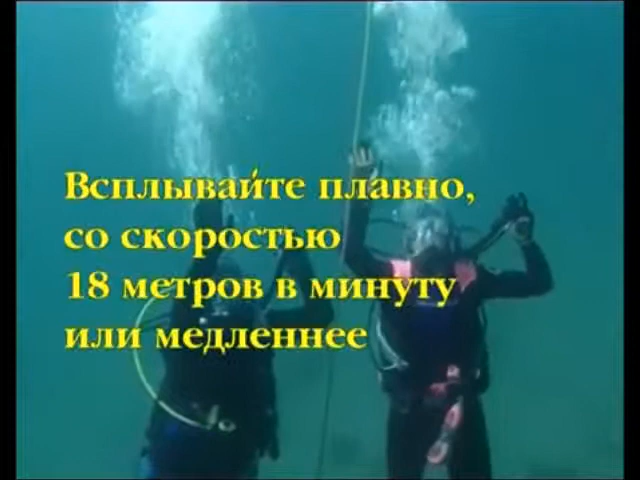 Всплывайте плавно,
со скоростью
18 метров в минуту
или медленнее